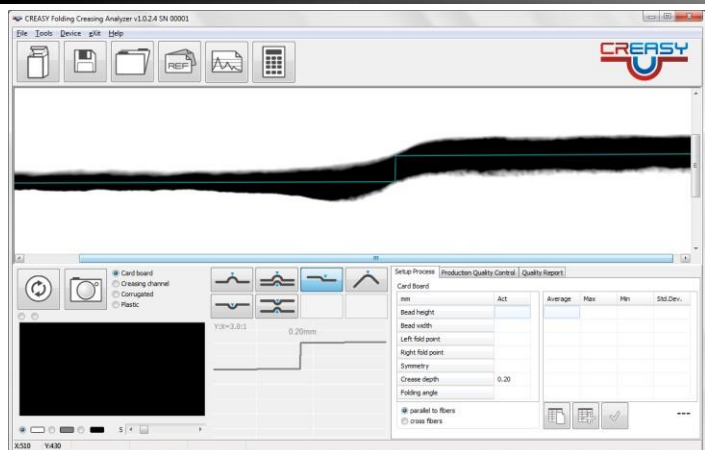 CREASY Folding Creasing Analyzer v1.0.2.4 SN 00001
File Tools Device eXit Help
REF
CREASY
Card board
Creasing channel
Corrugated
Plastic
Y:X=3.0:1
0.20mm
S
Setup Process Production Quality Control Quality Report
Card Board
mm Act Average Max Min Std.Dev.
Bead height
Bead width
Left fold point
Right fold point
Symmetry
Crease depth 0.20
Folding angle
parallel to fibers
cross fibers
---
X:510 Y:430